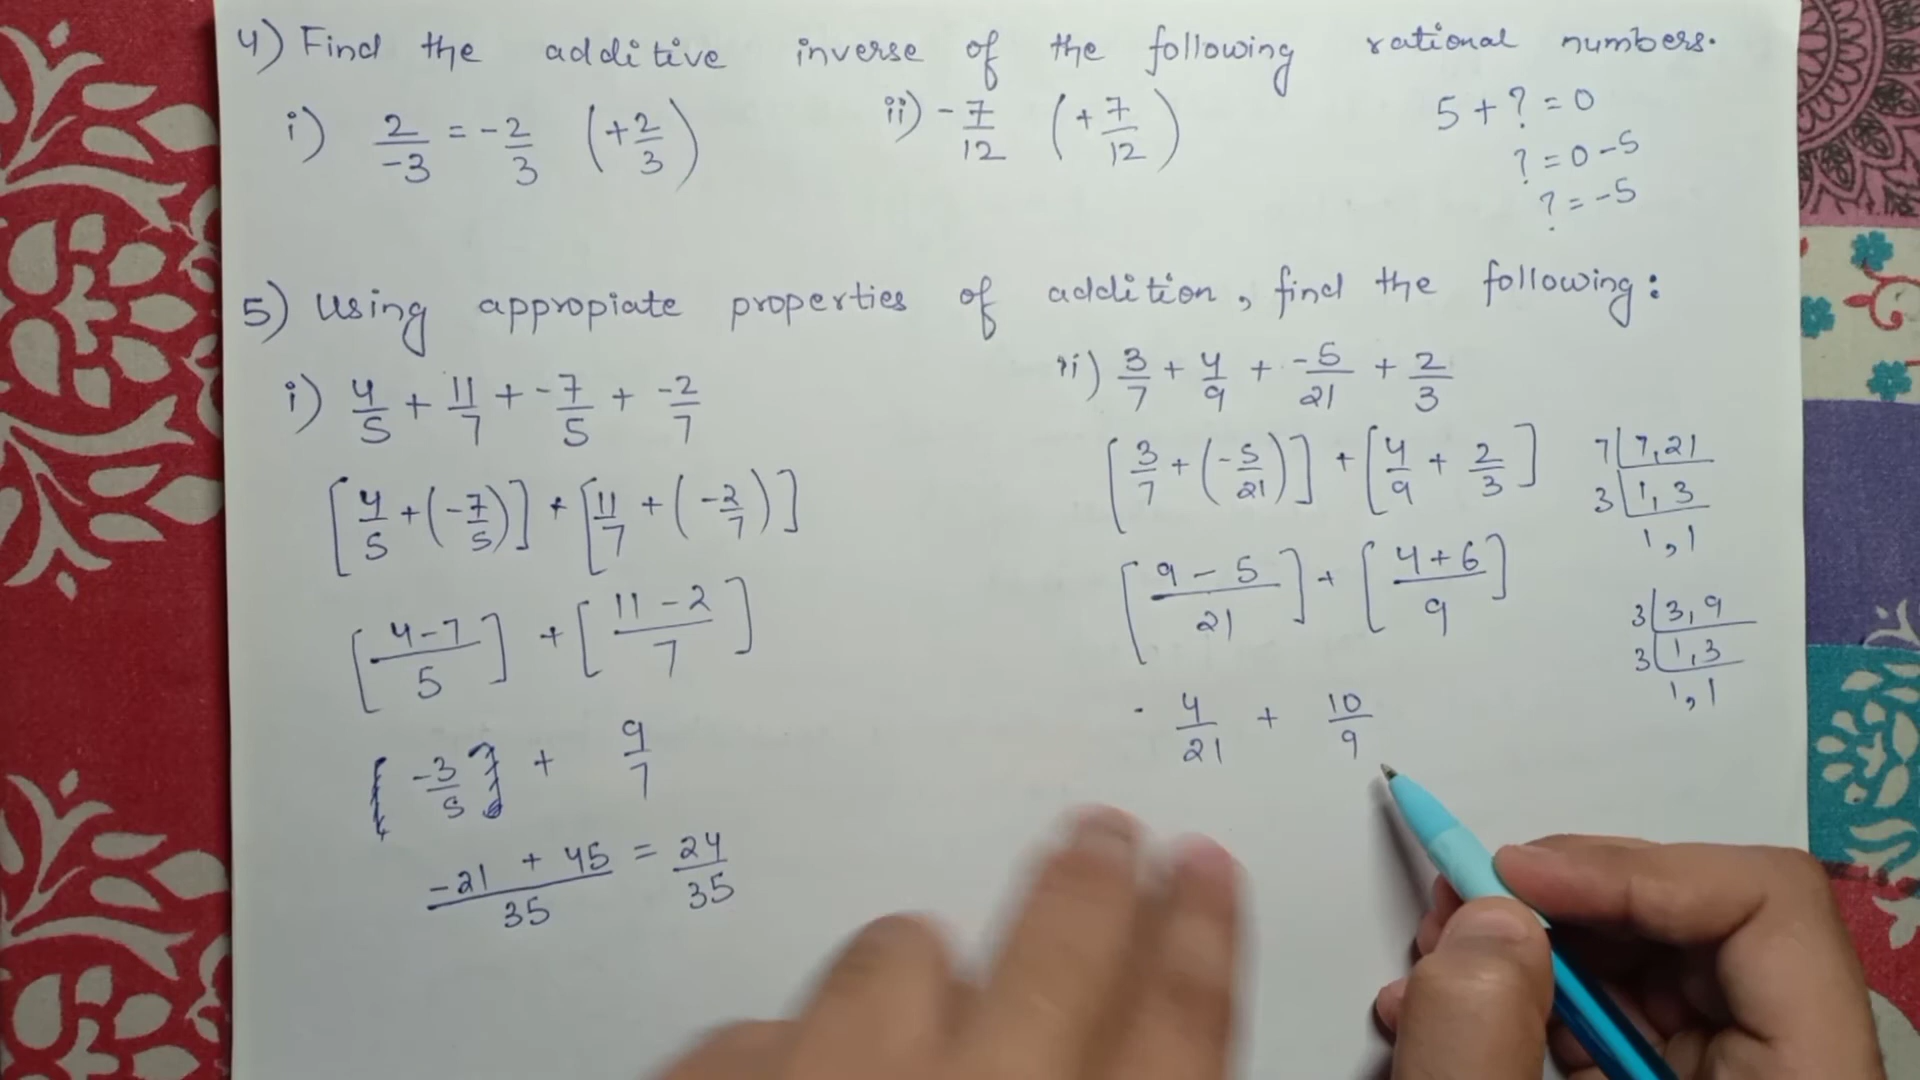 4) Find the additive inverse of the following rational numbers.
i) 2/-3 = -2/3 (+2/3)
ii) -7/12 (+7/12)
5 + ? = 0
? = 0 - 5
? = -5
5) Using appropiate properties of addition, find the following:
i) 4/5 + 11/7 + -7/5 + -2/7
[4/5 + (-7/5)] + [11/7 + (-2/7)]
[4-7/5] + [11-2/7]
[-3/5] + 9/7
-21 + 45/35 = 24/35
ii) 3/7 + 4/9 + -5/21 + 2/3
[3/7 + (-5/21)] + [4/9 + 2/3]
[9-5/21] + [4+6/9]
4/21 + 10/9
7 | 7, 21
3 | 1, 3
1, 1
3 | 3, 9
3 | 1, 3
1, 1